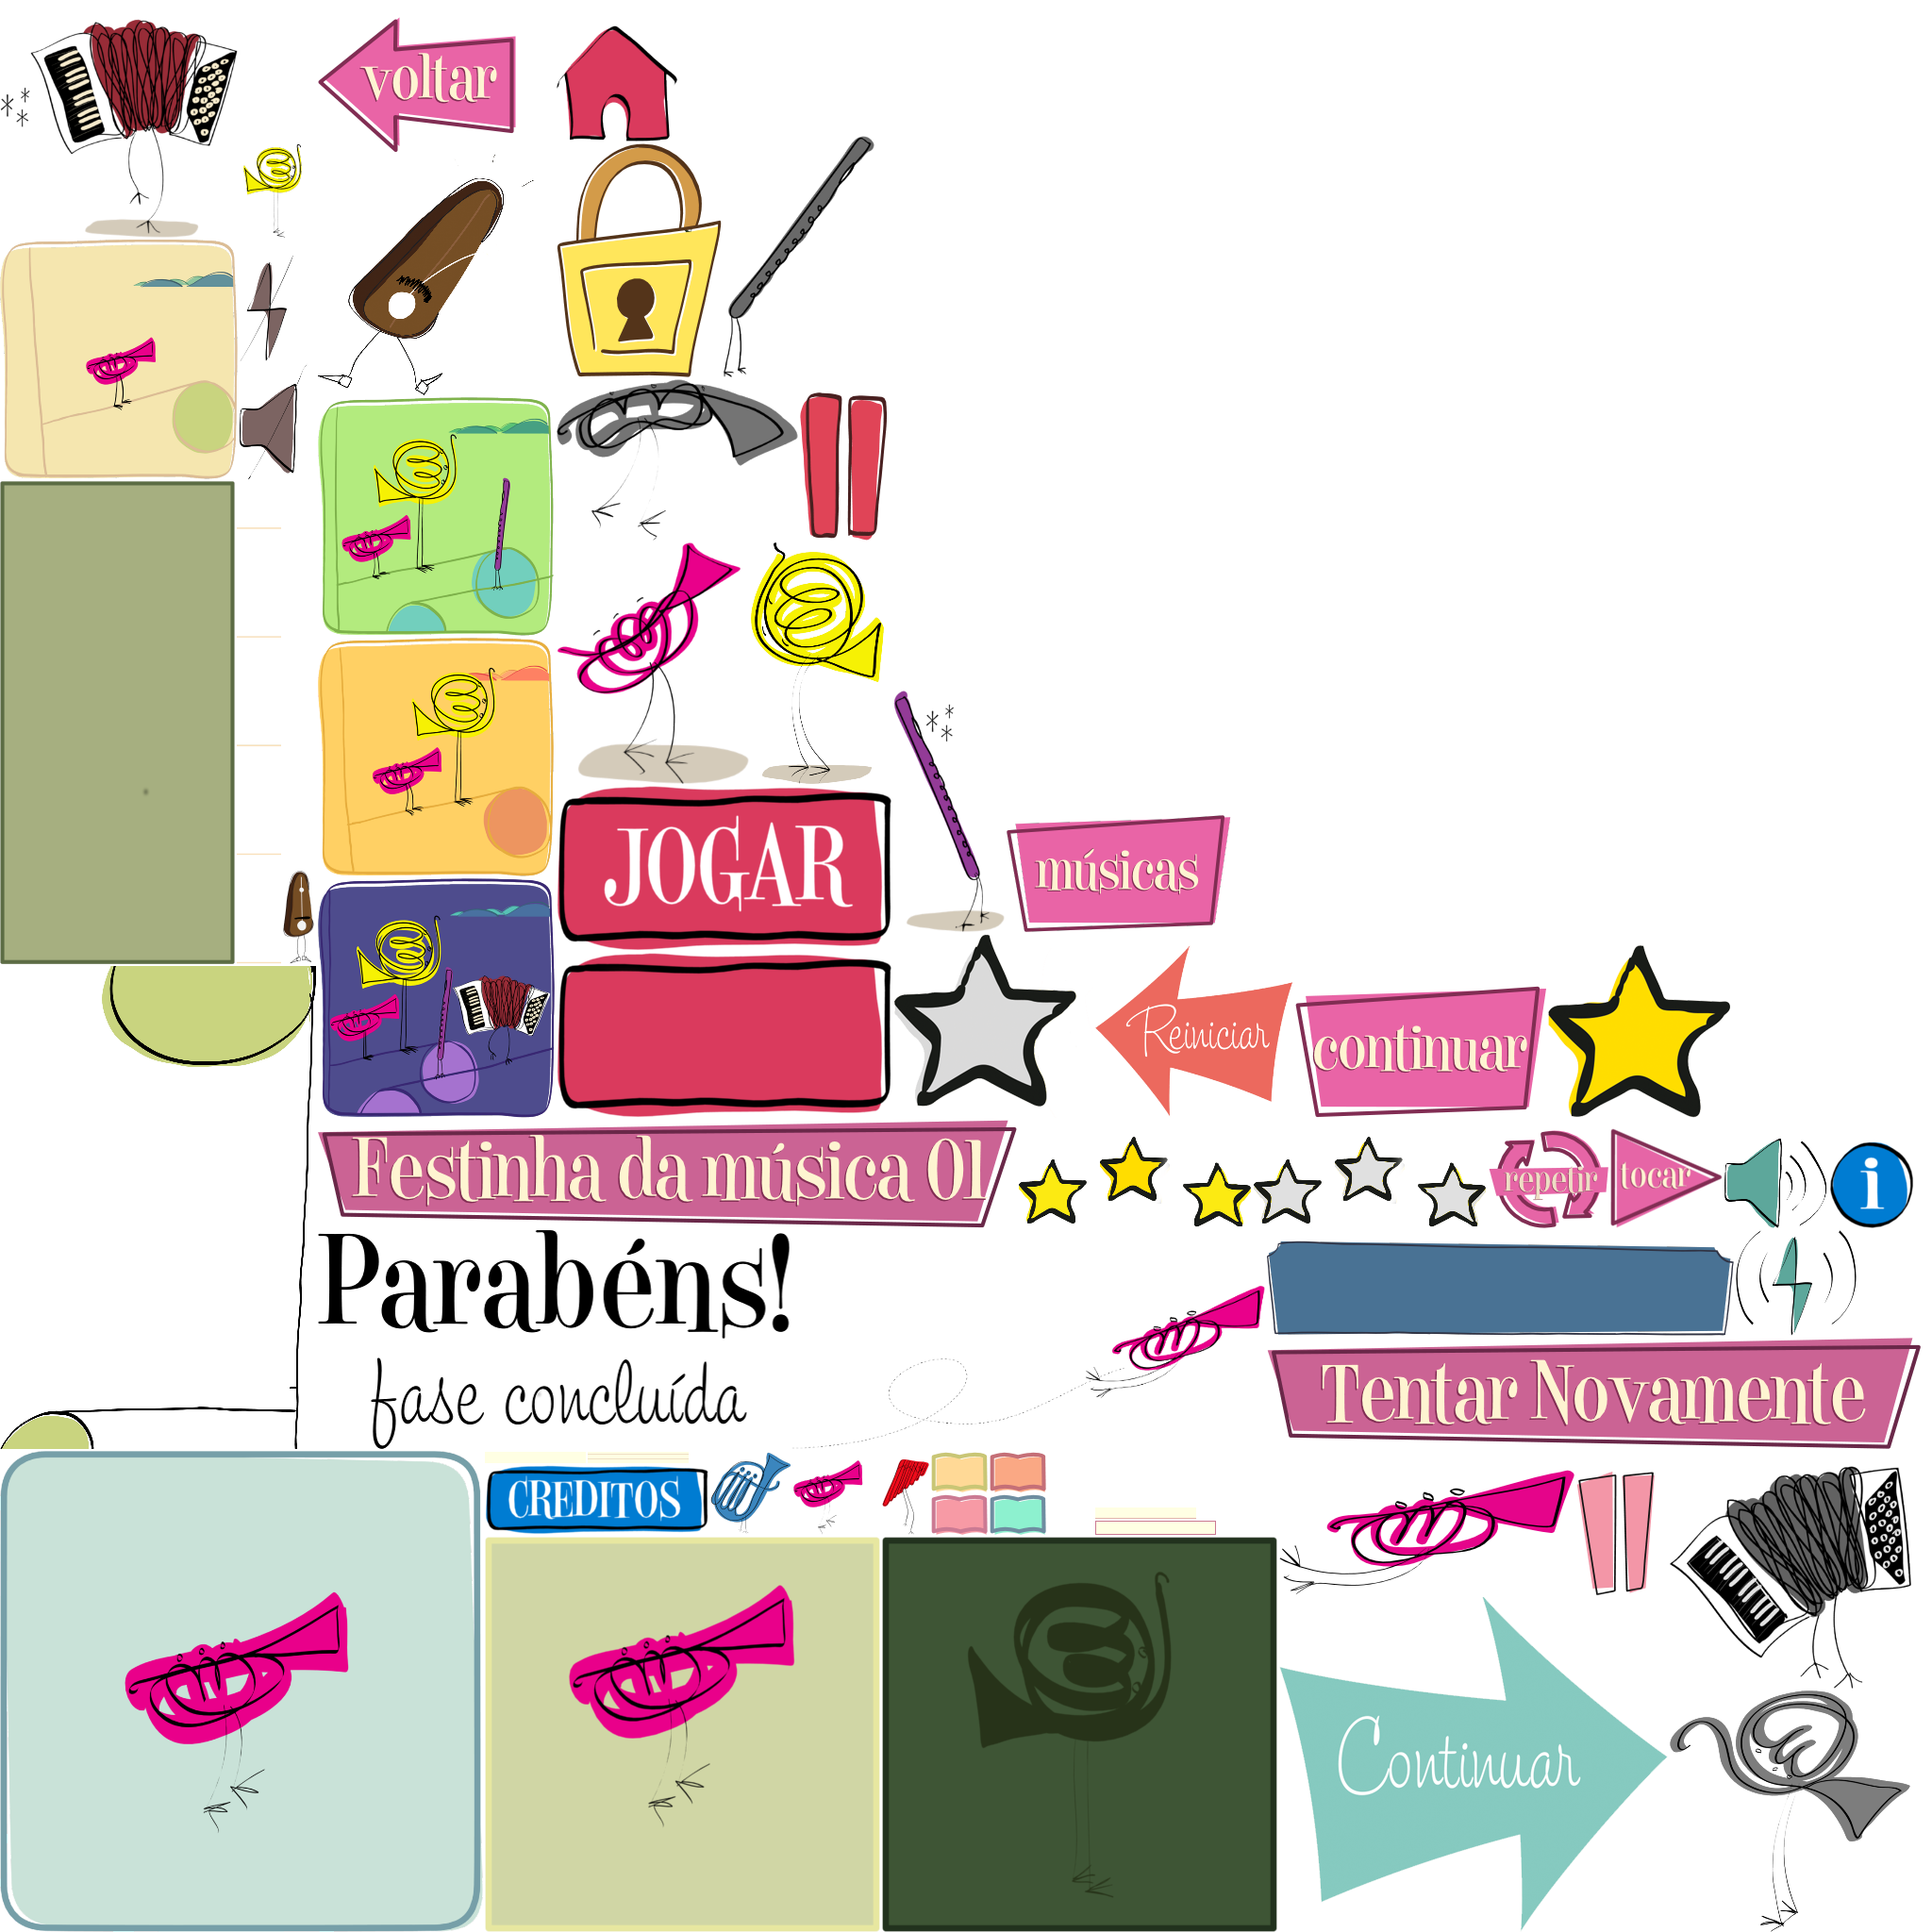 voltar
JOGAR
músicas
Reiniciar
continuar
Festinha da música 01
repetir
tocar
i
Parabéns!
fase concluída
Tentar Novamente
CREDITOS
Continuar